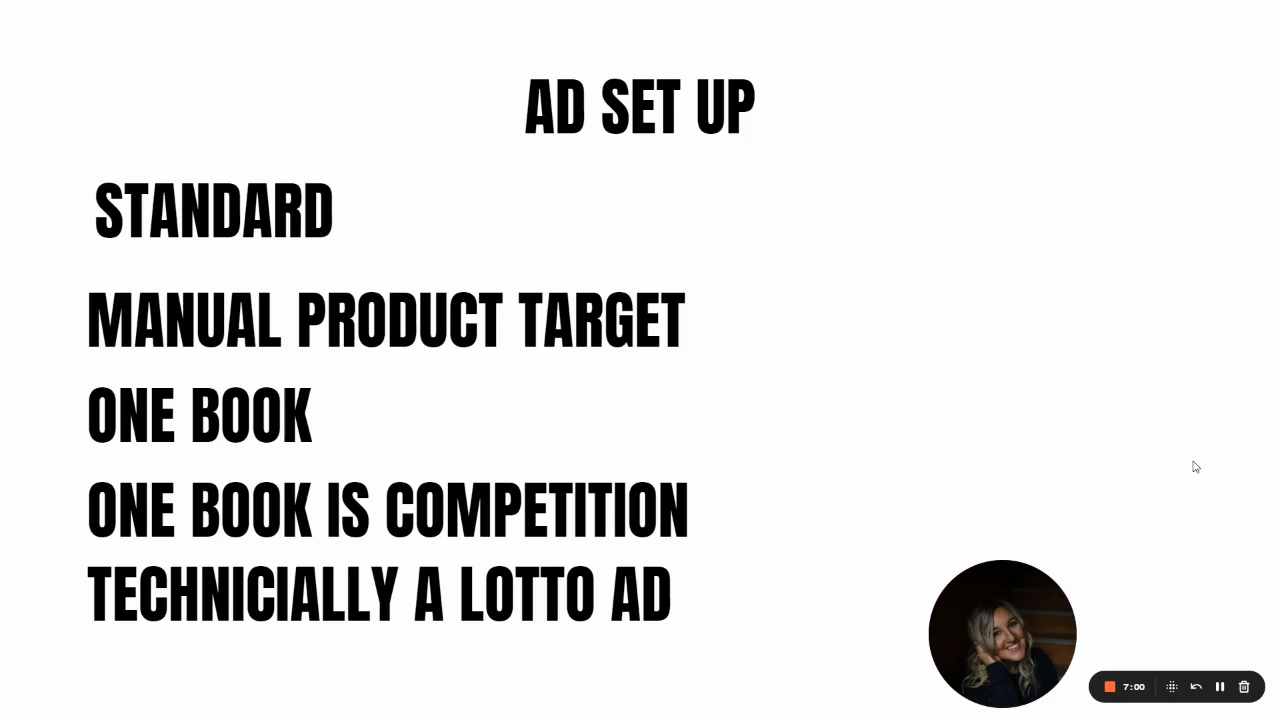 AD SET UP
STANDARD
MANUAL PRODUCT TARGET
ONE BOOK
ONE BOOK IS COMPETITION
TECHNICIALLY A LOTTO AD
7:00